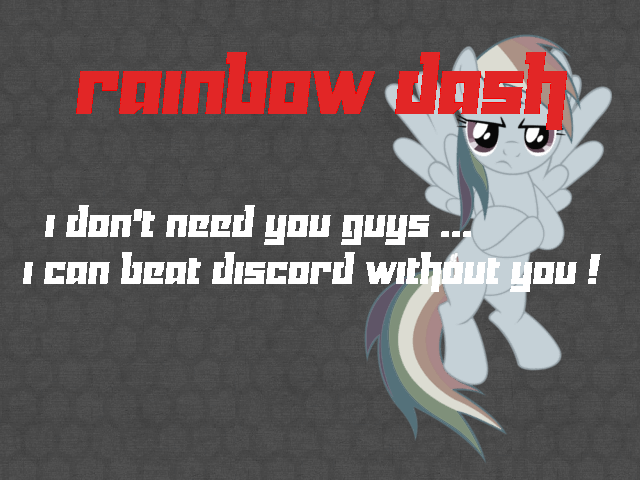 rainbow dash
i don't need you guys ...
i can beat discord without you !